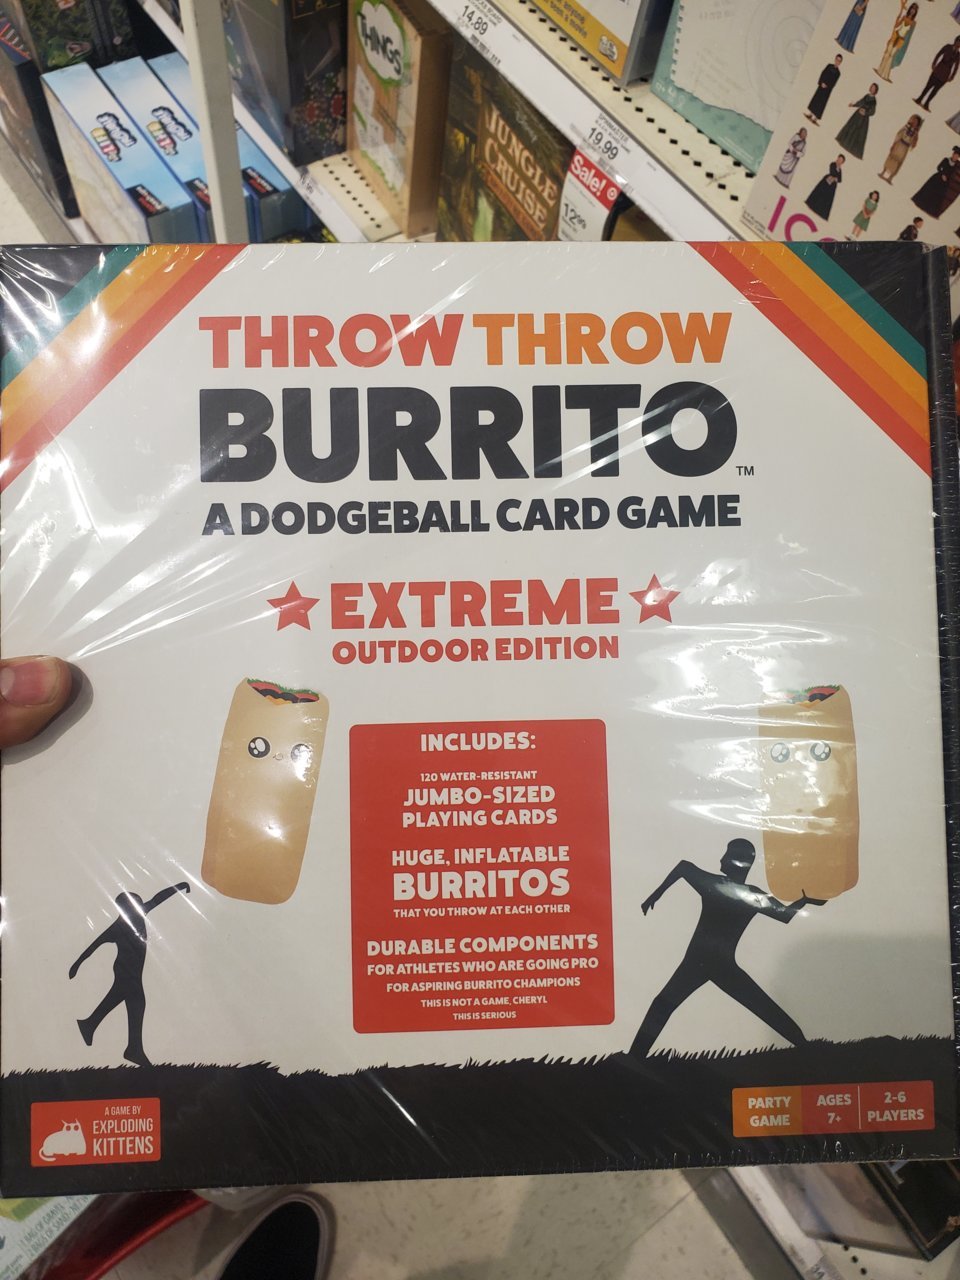 14.89
THINGS
JUNGLE
CRUISE
SPINMASTER
19.99
Sale!
12.99
THROW THROW
BURRITO
TM
A DODGEBALL CARD GAME
EXTREME
OUTDOOR EDITION
INCLUDES:
120 WATER-RESISTANT
JUMBO-SIZED
PLAYING CARDS
HUGE, INFLATABLE
BURRITOS
THAT YOU THROW AT EACH OTHER
DURABLE COMPONENTS
FOR ATHLETES WHO ARE GOING PRO
FOR ASPIRING BURRITO CHAMPIONS
THIS IS NOT A GAME, CHERYL
THIS IS SERIOUS
A GAME BY
EXPLODING
KITTENS
PARTY
GAME
AGES
7+
2-6
PLAYERS